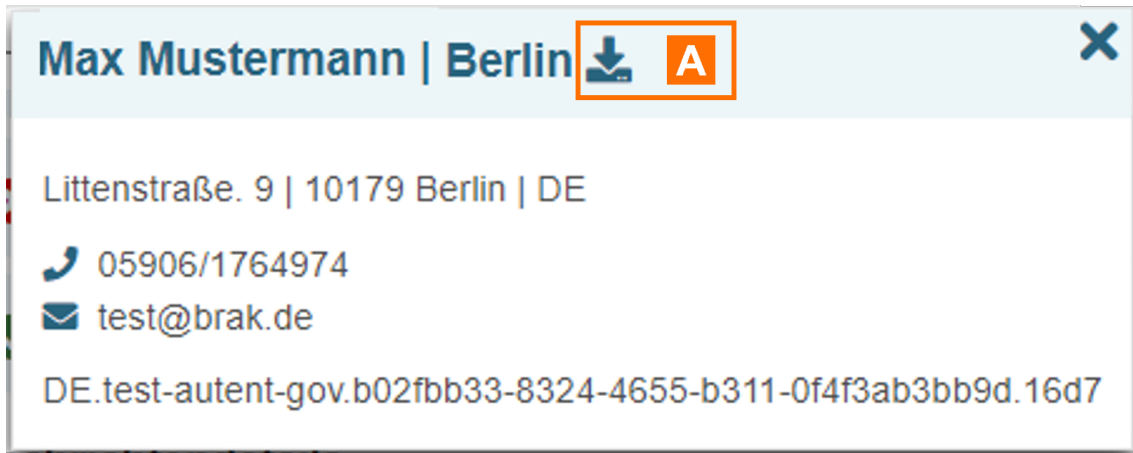 Max Mustermann | Berlin A
Littenstraße. 9 | 10179 Berlin | DE
05906/1764974
test@brak.de
DE.test-autent-gov.b02fbb33-8324-4655-b311-0f4f3ab3bb9d.16d7